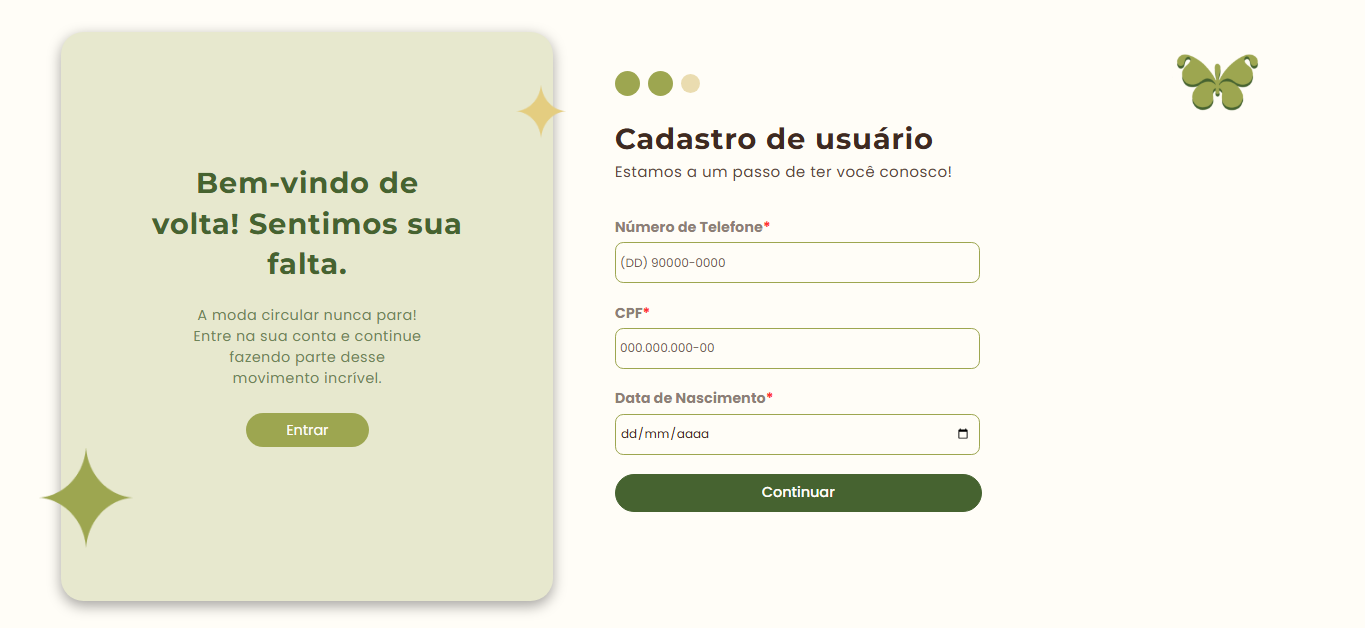 Bem-vindo de
volta! Sentimos sua
falta.
A moda circular nunca para!
Entre na sua conta e continue
fazendo parte desse
movimento incrível.
Entrar
Cadastro de usuário
Estamos a um passo de ter você conosco!
Número de Telefone*
(DD) 90000-0000
CPF*
000.000.000-00
Data de Nascimento*
dd/mm/aaaa
Continuar